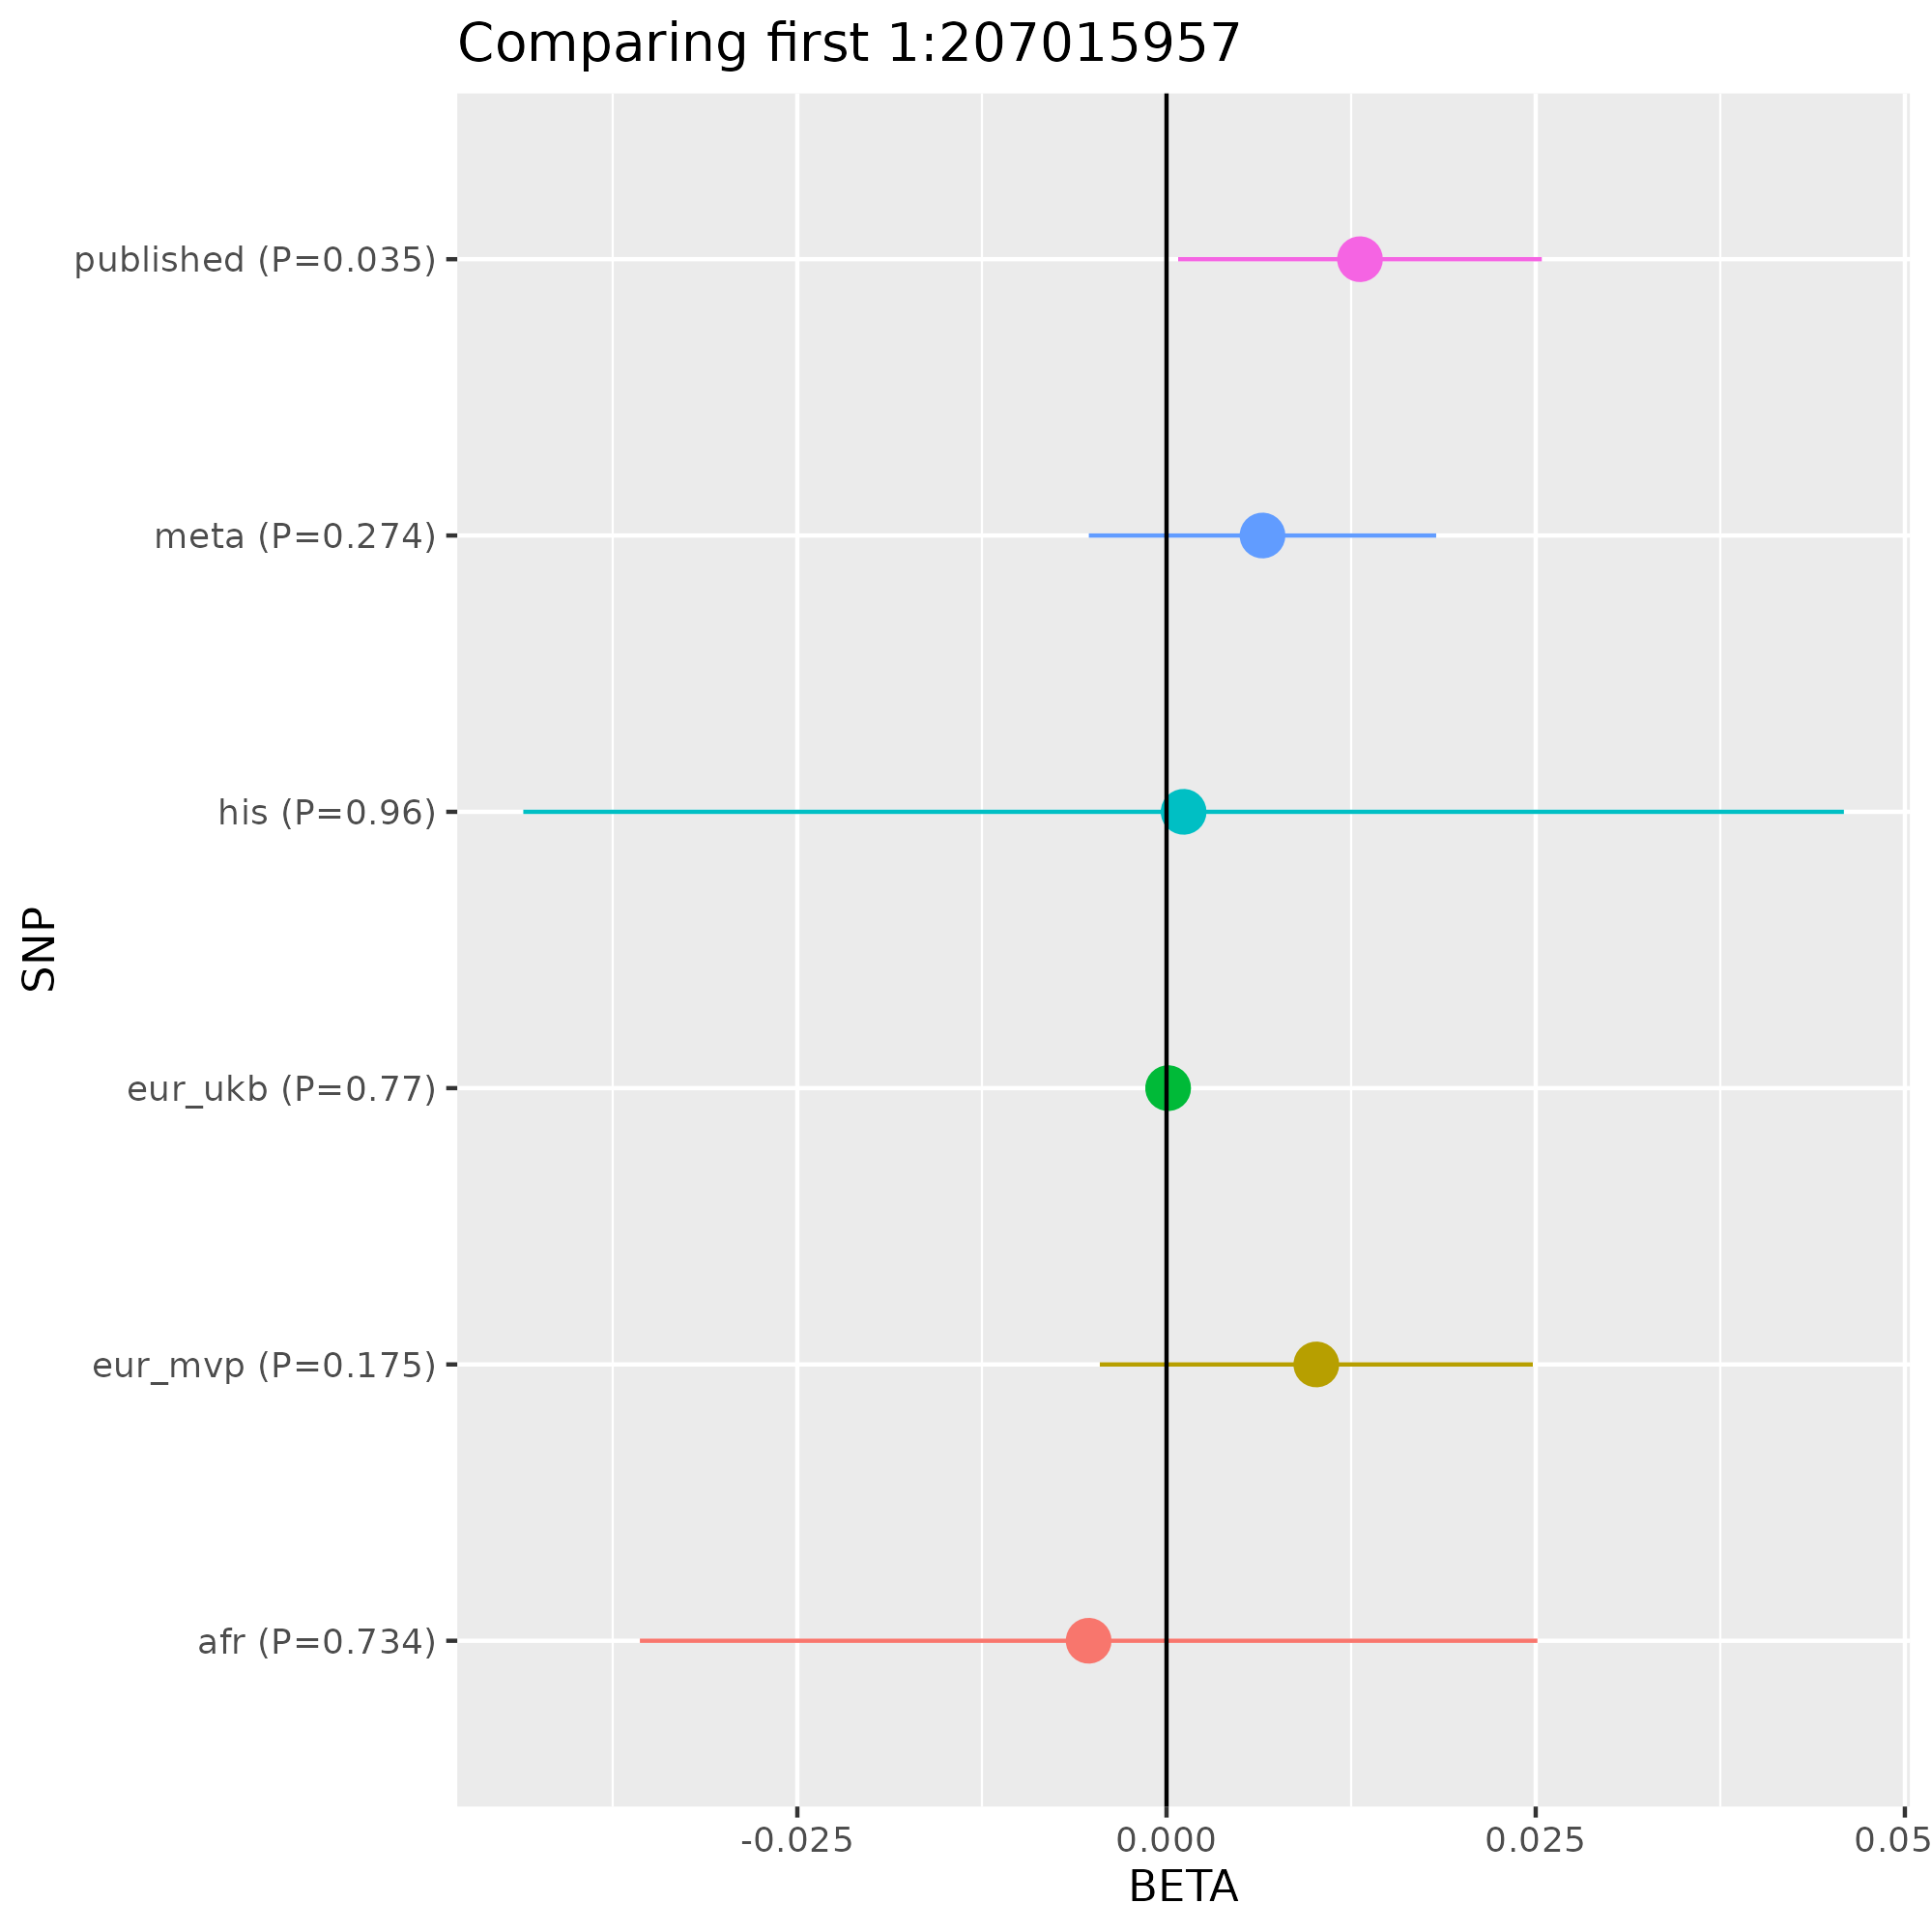 Comparing first 1:207015957
published (P=0.035)
meta (P=0.274)
his (P=0.96)
eur_ukb (P=0.77)
eur_mvp (P=0.175)
afr (P=0.734)
SNP
-0.025 0.000 0.025 0.05
BETA